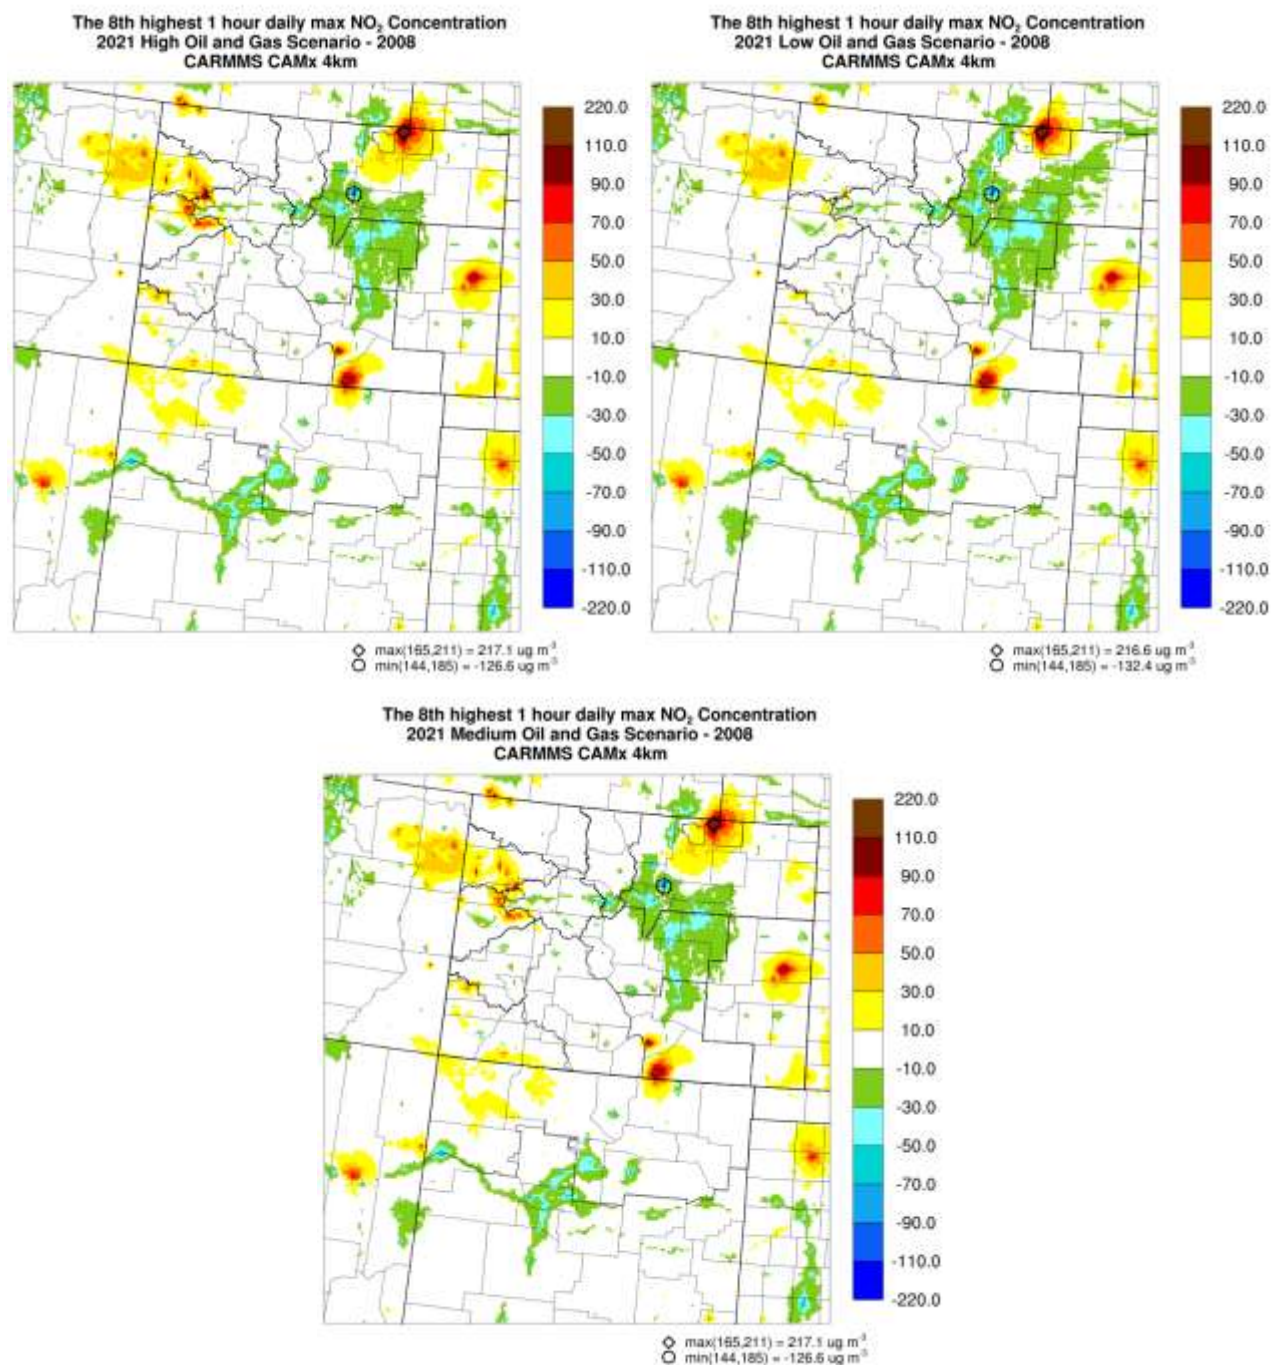 The 8th highest 1 hour daily max NO₂ Concentration
2021 High Oil and Gas Scenario - 2008
CARMMS CAMx 4km
220.0
110.0
90.0
70.0
50.0
30.0
10.0
-10.0
-30.0
-50.0
-70.0
-90.0
-110.0
-220.0
max(165,211) = 217.1 ug m⁻³
min(144,185) = -126.6 ug m⁻³
The 8th highest 1 hour daily max NO₂ Concentration
2021 Low Oil and Gas Scenario - 2008
CARMMS CAMx 4km
220.0
110.0
90.0
70.0
50.0
30.0
10.0
-10.0
-30.0
-50.0
-70.0
-90.0
-110.0
-220.0
max(165,211) = 216.6 ug m⁻³
min(144,185) = -132.4 ug m⁻³
The 8th highest 1 hour daily max NO₂ Concentration
2021 Medium Oil and Gas Scenario - 2008
CARMMS CAMx 4km
220.0
110.0
90.0
70.0
50.0
30.0
10.0
-10.0
-30.0
-50.0
-70.0
-90.0
-110.0
-220.0
max(165,211) = 217.1 ug m⁻³
min(144,185) = -126.6 ug m⁻³